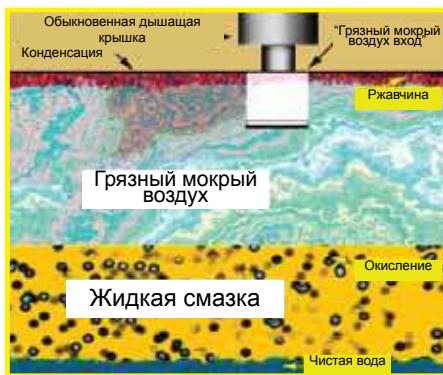 Обыкновенная дышащая
крышка
Конденсация
“Грязный мокрый
воздух вход”
Ржавчина
Грязный мокрый
воздух
Окисление
Жидкая смазка
Чистая вода